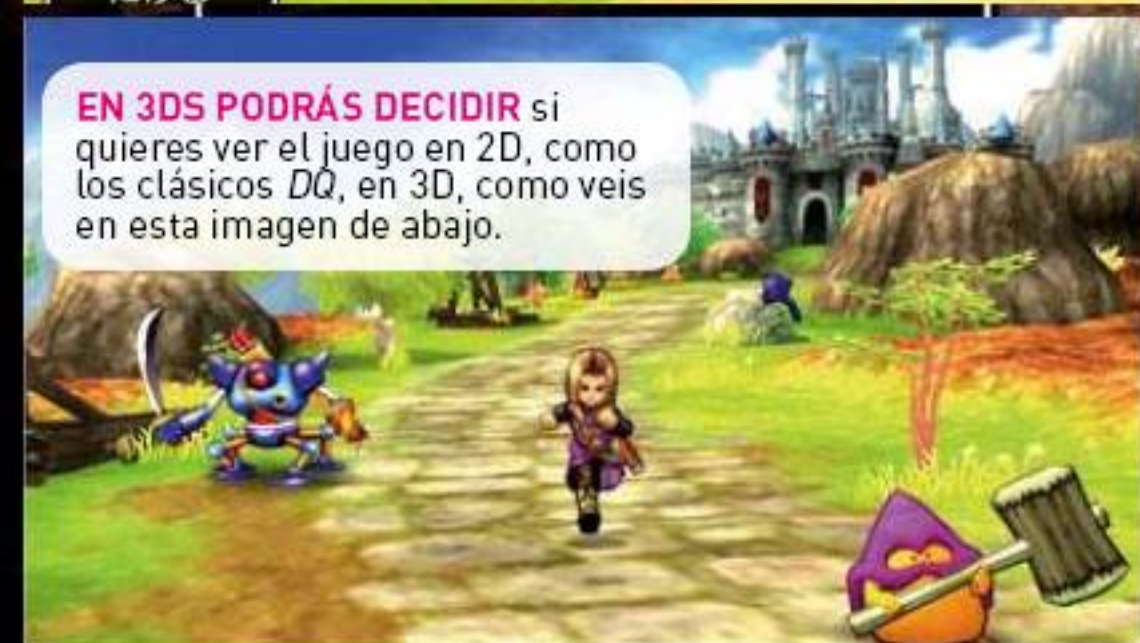 EN 3DS PODRÁS DECIDIR si
quieres ver el juego en 2D, como
los clásicos DQ, en 3D, como veis
en esta imagen de abajo.